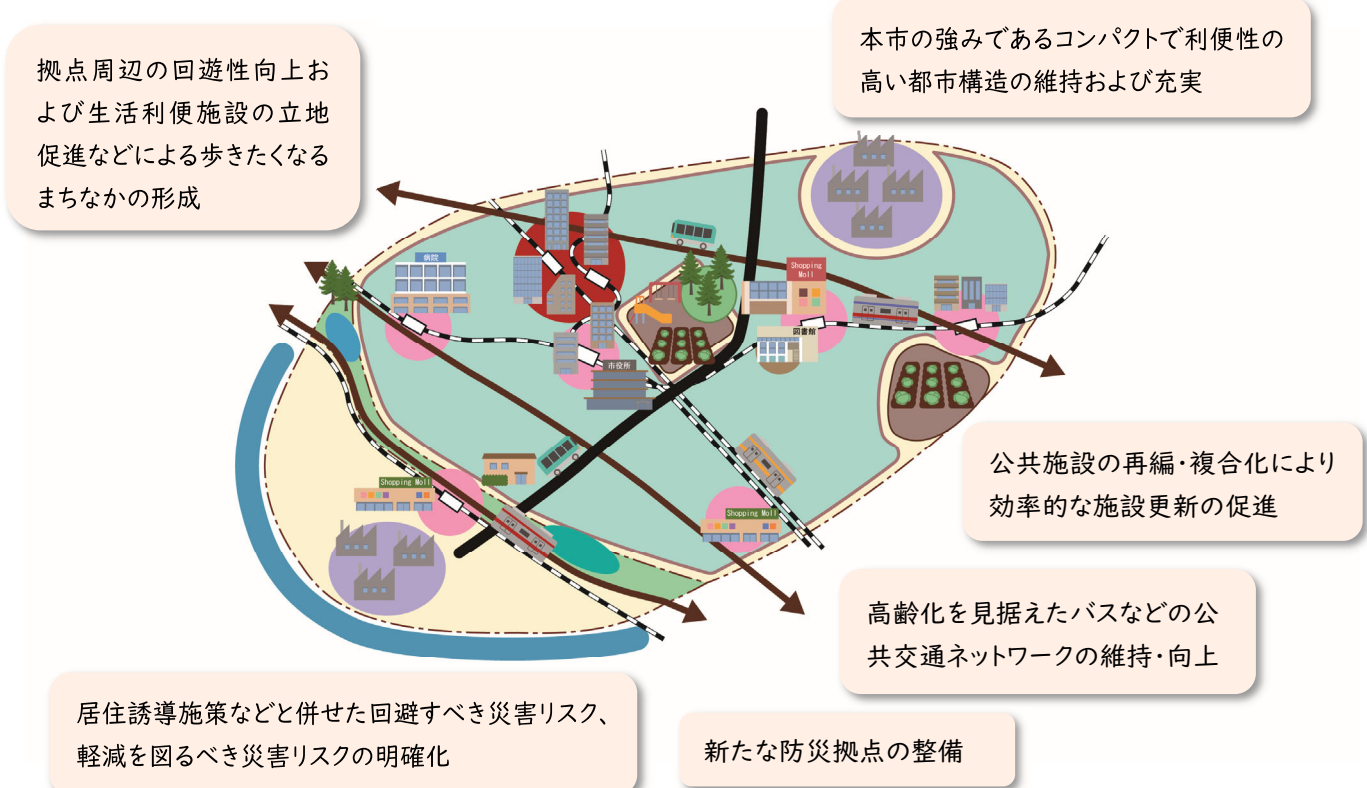 本市の強みであるコンパクトで利便性の
高い都市構造の維持および充実
拠点周辺の回遊性向上お
よび生活利便施設の立地
促進などによる歩きたくなる
まちなかの形成
病院
Shopping
Moll
図書館
市役所
Shopping Moll
Shopping Moll
公共施設の再編・複合化により
効率的な施設更新の促進
高齢化を見据えたバスなどの公
共交通ネットワークの維持・向上
居住誘導施策などと併せた回避すべき災害リスク、
軽減を図るべき災害リスクの明確化
新たな防災拠点の整備